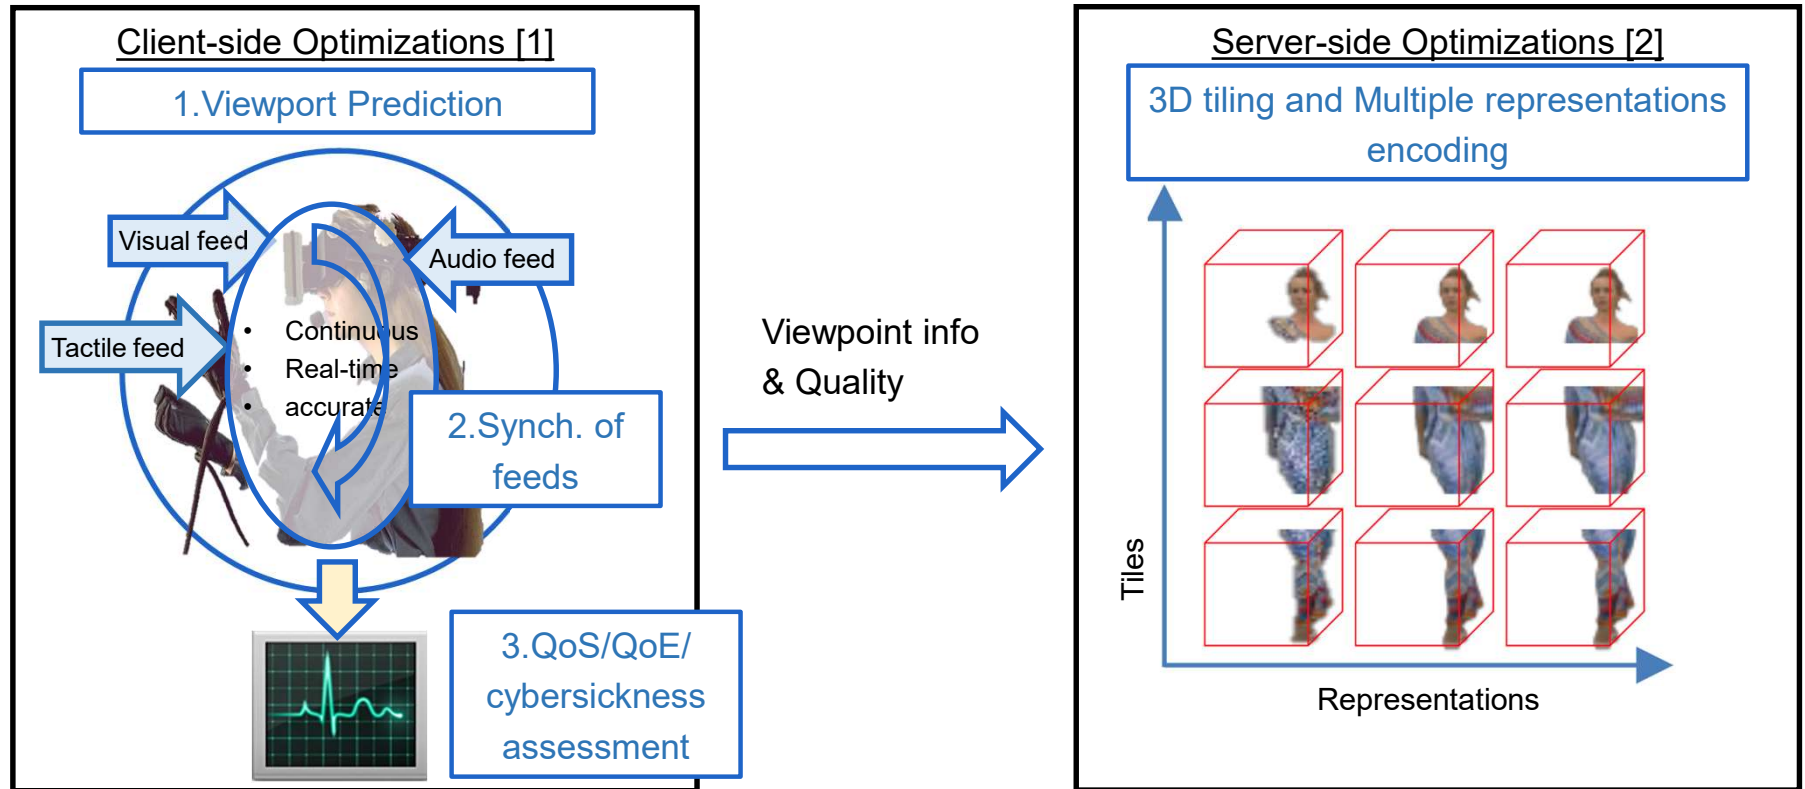 Client-side Optimizations [1]
1.Viewport Prediction
Visual feed
Audio feed
Tactile feed
• Continuous
• Real-time
• accurate
2.Synch. of
feeds
3.QoS/QoE/
cybersickness
assessment
Viewpoint info
& Quality
Server-side Optimizations [2]
3D tiling and Multiple representations
encoding
Tiles
Representations